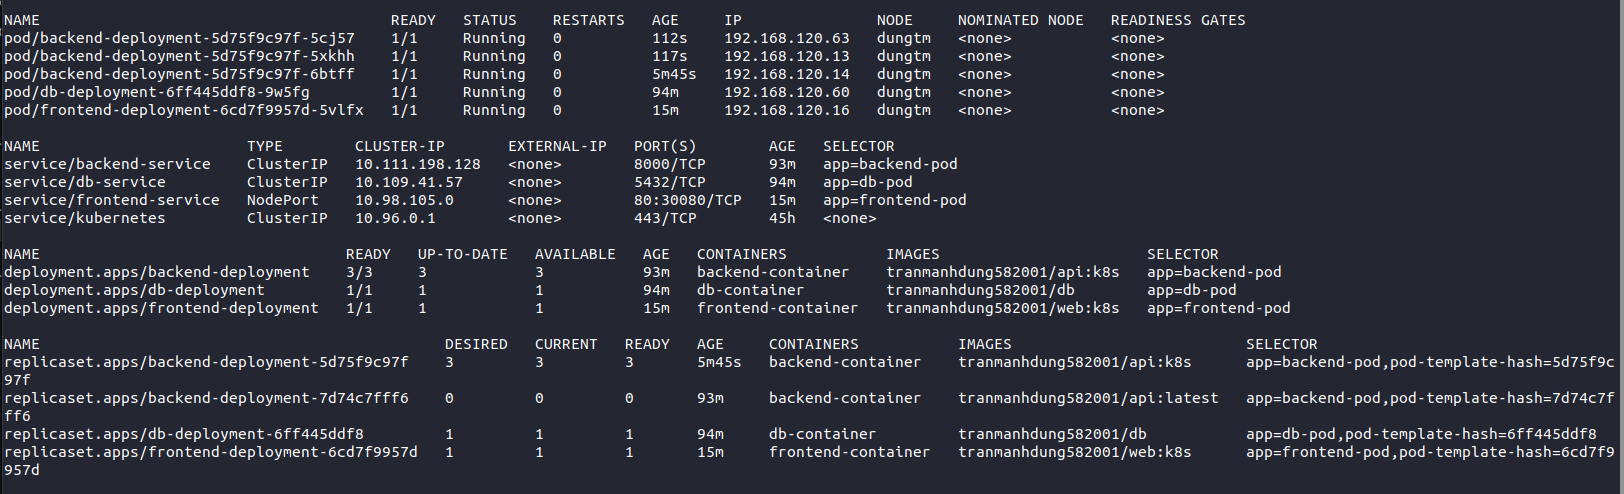 NAME READY STATUS RESTARTS AGE IP NODE NOMINATED NODE READINESS GATES
pod/backend-deployment-5d75f9c97f-5cj57 1/1 Running 0 112s 192.168.120.63 dungtm <none> <none>
pod/backend-deployment-5d75f9c97f-5xkhh 1/1 Running 0 117s 192.168.120.13 dungtm <none> <none>
pod/backend-deployment-5d75f9c97f-6btff 1/1 Running 0 5m45s 192.168.120.14 dungtm <none> <none>
pod/db-deployment-6ff445ddf8-9w5fg 1/1 Running 0 94m 192.168.120.60 dungtm <none> <none>
pod/frontend-deployment-6cd7f9957d-5vlfx 1/1 Running 0 15m 192.168.120.16 dungtm <none> <none>
NAME TYPE CLUSTER-IP EXTERNAL-IP PORT(S) AGE SELECTOR
service/backend-service ClusterIP 10.111.198.128 <none> 8000/TCP 93m app=backend-pod
service/db-service ClusterIP 10.109.41.57 <none> 5432/TCP 94m app=db-pod
service/frontend-service NodePort 10.98.105.0 <none> 80:30080/TCP 15m app=frontend-pod
service/kubernetes ClusterIP 10.96.0.1 <none> 443/TCP 45h <none>
NAME READY UP-TO-DATE AVAILABLE AGE CONTAINERS IMAGES SELECTOR
deployment.apps/backend-deployment 3/3 3 3 93m backend-container tranmanhdung582001/api:k8s app=backend-pod
deployment.apps/db-deployment 1/1 1 1 94m db-container tranmanhdung582001/db app=db-pod
deployment.apps/frontend-deployment 1/1 1 1 15m frontend-container tranmanhdung582001/web:k8s app=frontend-pod
NAME DESIRED CURRENT READY AGE CONTAINERS IMAGES SELECTOR
replicaset.apps/backend-deployment-5d75f9c97f 3 3 3 5m45s backend-container tranmanhdung582001/api:k8s app=backend-pod,pod-template-hash=5d75f9c
97f
replicaset.apps/backend-deployment-7d74c7fff6 0 0 0 93m backend-container tranmanhdung582001/api:latest app=backend-pod,pod-template-hash=7d74c7f
ff6
replicaset.apps/db-deployment-6ff445ddf8 1 1 1 94m db-container tranmanhdung582001/db app=db-pod,pod-template-hash=6ff445ddf8
replicaset.apps/frontend-deployment-6cd7f9957d 1 1 1 15m frontend-container tranmanhdung582001/web:k8s app=frontend-pod,pod-template-hash=6cd7f9
957d